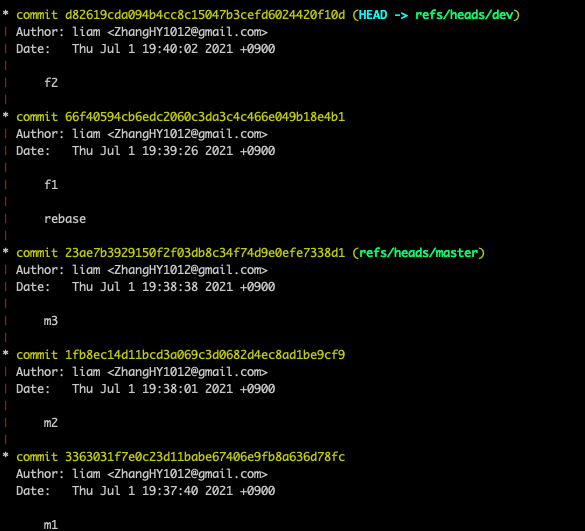 * commit d82619cda094b4cc8c15047b3cefd6024420f10d (HEAD -> refs/heads/dev)
| Author: liam <ZhangHY1012@gmail.com>
| Date:   Thu Jul 1 19:40:02 2021 +0900
|
|     f2
|
* commit 66f40594cb6edc2060c3da3c4c466e049b18e4b1
| Author: liam <ZhangHY1012@gmail.com>
| Date:   Thu Jul 1 19:39:26 2021 +0900
|
|     f1
|
|     rebase
|
* commit 23ae7b3929150f2f03db8c34f74d9e0efe7338d1 (refs/heads/master)
| Author: liam <ZhangHY1012@gmail.com>
| Date:   Thu Jul 1 19:38:38 2021 +0900
|
|     m3
|
* commit 1fb8ec14d11bcd3a069c3d0682d4ec8ad1be9cf9
| Author: liam <ZhangHY1012@gmail.com>
| Date:   Thu Jul 1 19:38:01 2021 +0900
|
|     m2
|
* commit 3363031f7e0c23d11babe67406e9fb8a636d78fc
  Author: liam <ZhangHY1012@gmail.com>
  Date:   Thu Jul 1 19:37:40 2021 +0900

      m1